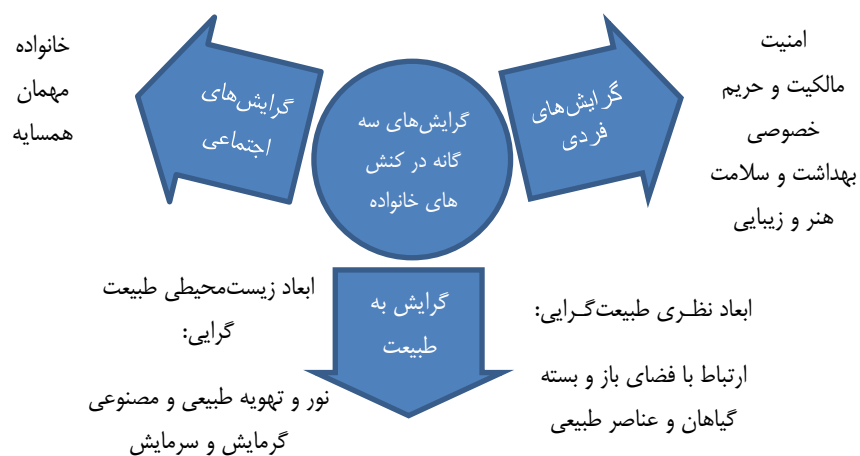 امنیت
مالکیت و حریم
خصوصی
بهداشت و سلامت
هنر و زیبایی
گرایش‌های
فردی
گرایش‌های سه
گانه در کنش
های خانواده
گرایش‌های
اجتماعی
خانواده
مهمان
همسایه
گرایش به
طبیعت
ابعاد نظری طبیعت‌گرایی:
ارتباط با فضای باز و بسته
گیاهان و عناصر طبیعی
ابعاد زیست‌محیطی طبیعت
گرایی:
نور و تهویه طبیعی و مصنوعی
گرمایش و سرمایش